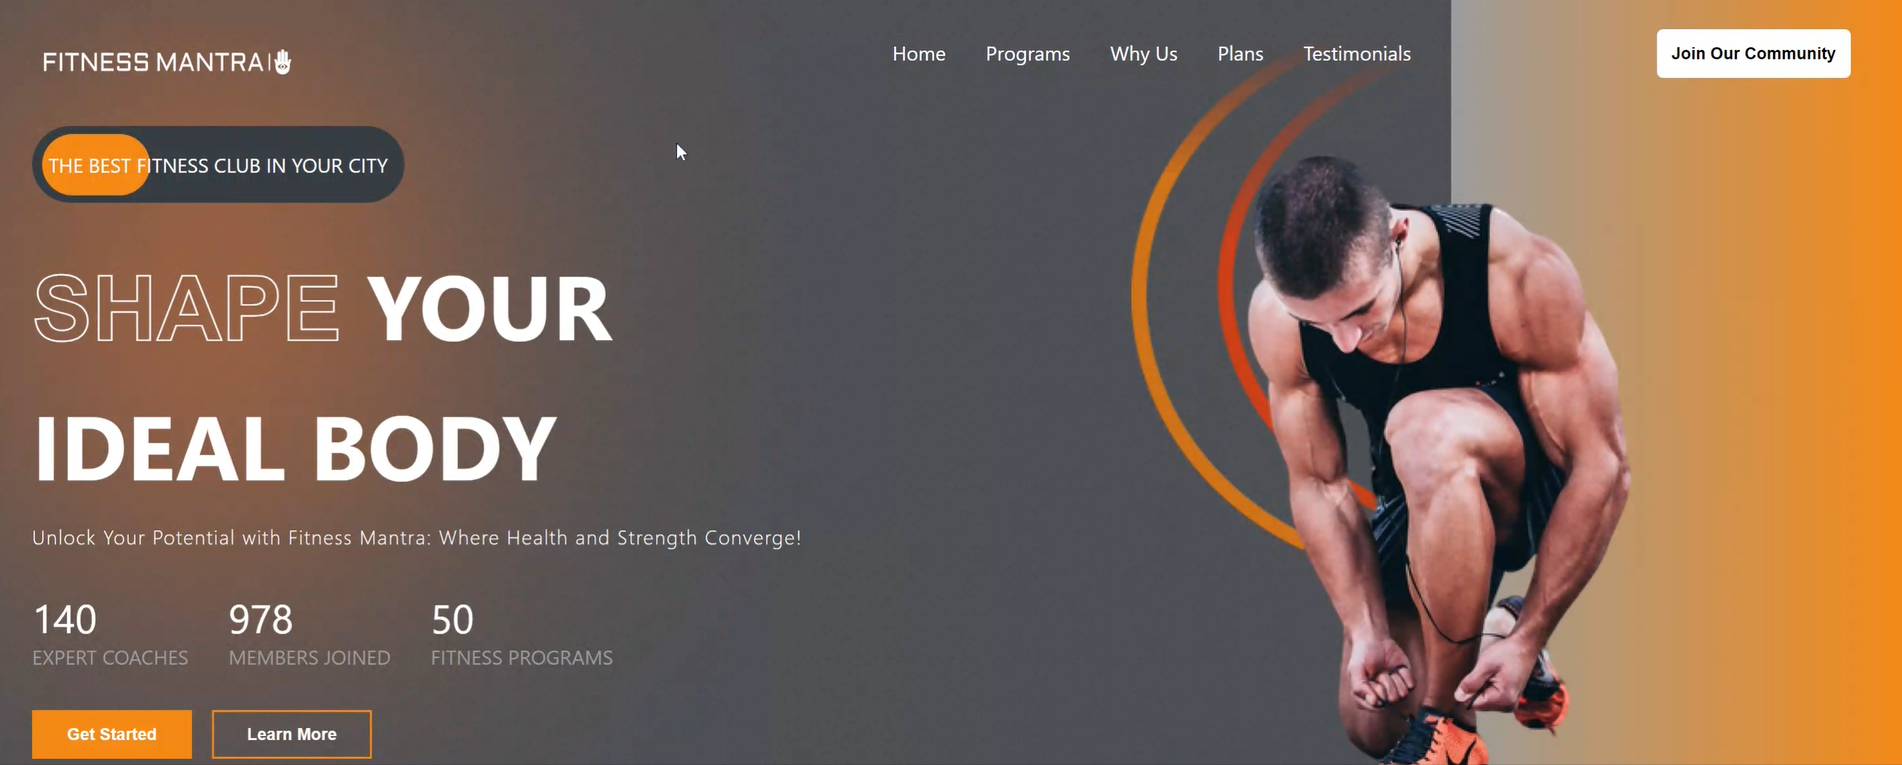 FITNESS MANTRA
Home Programs Why Us Plans Testimonials
Join Our Community
THE BEST FITNESS CLUB IN YOUR CITY
SHAPE YOUR
IDEAL BODY
Unlock Your Potential with Fitness Mantra: Where Health and Strength Converge!
140 978 50
EXPERT COACHES MEMBERS JOINED FITNESS PROGRAMS
Get Started Learn More